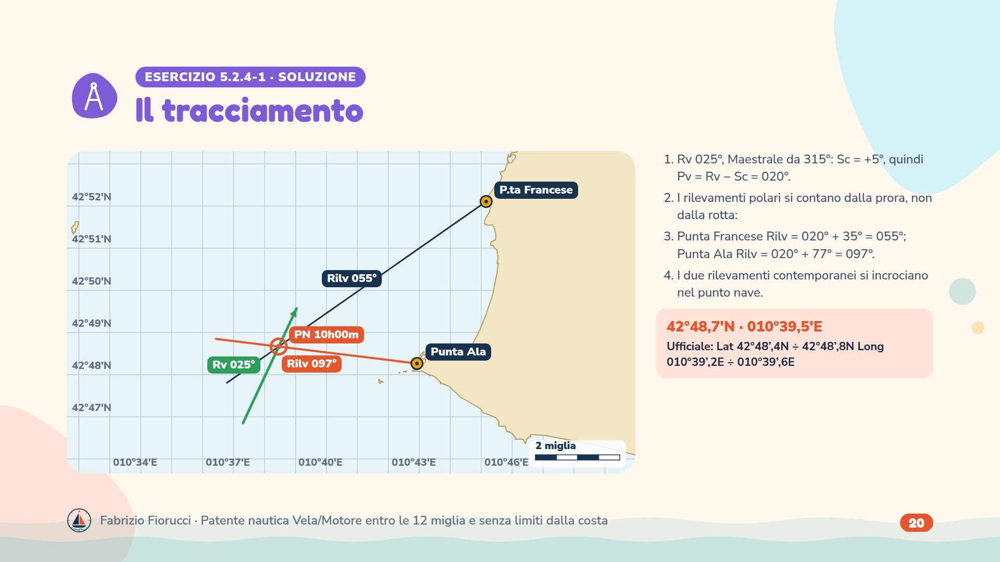 ESERCIZIO 5.2.4-1 · SOLUZIONE
Il tracciamento
P.ta Francese
42°52'N
42°51'N
Rilv 055°
42°50'N
42°49'N
PN 10h00m
Punta Ala
Rv 025°
Rilv 097°
42°48'N
42°47'N
2 miglia
010°34'E
010°37'E
010°40'E
010°43'E
010°46'E
1. Rv 025°, Maestrale da 315°: Sc = +5°, quindi
Pv = Rv − Sc = 020°.
2. I rilevamenti polari si contano dalla prora, non
dalla rotta:
3. Punta Francese Rilv = 020° + 35° = 055°;
Punta Ala Rilv = 020° + 77° = 097°.
4. I due rilevamenti contemporanei si incrociano
nel punto nave.
42°48,7'N · 010°39,5'E
Ufficiale: Lat 42°48’,4N ÷ 42°48’,8N Long
010°39’,2E ÷ 010°39’,6E
Fabrizio Fiorucci · Patente nautica Vela/Motore entro le 12 miglia e senza limiti dalla costa
20